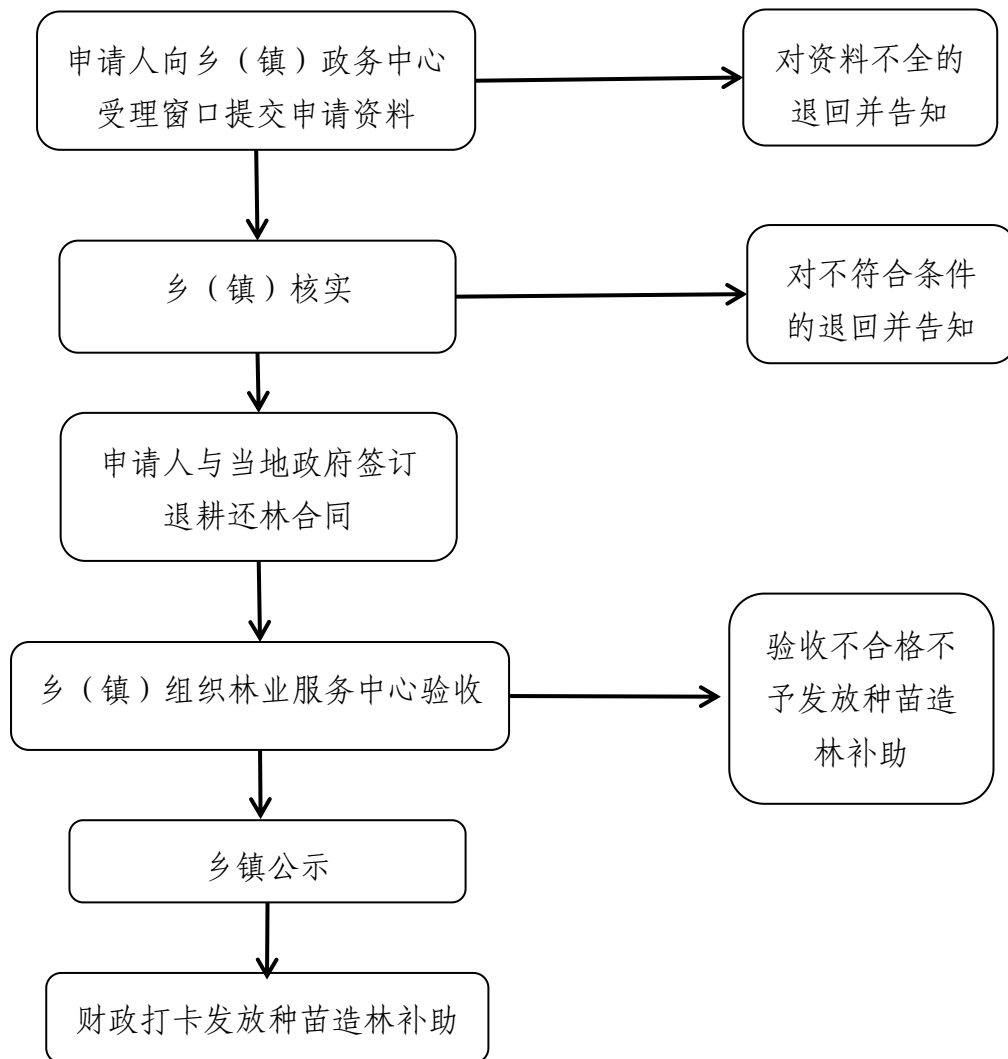 申请人向乡（镇）政务中心
受理窗口提交申请资料
对资料不全的
退回并告知
乡（镇）核实
对不符合条件
的退回并告知
申请人与当地政府签订
退耕还林合同
乡（镇）组织林业服务中心验收
验收不合格不
予发放种苗造
林补助
乡镇公示
财政打卡发放种苗造林补助